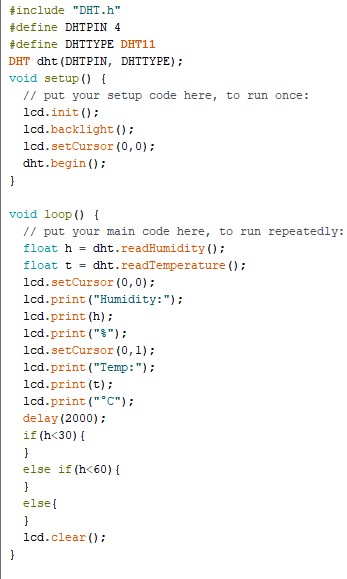 #include "DHT.h"
#define DHTPIN 4
#define DHTTYPE DHT11
DHT dht(DHTPIN, DHTTYPE);
void setup() {
  // put your setup code here, to run once:
  lcd.init();
  lcd.backlight();
  lcd.setCursor(0,0);
  dht.begin();
}

void loop() {
  // put your main code here, to run repeatedly:
  float h = dht.readHumidity();
  float t = dht.readTemperature();
  lcd.setCursor(0,0);
  lcd.print("Humidity:");
  lcd.print(h);
  lcd.print("%");
  lcd.setCursor(0,1);
  lcd.print("Temp:");
  lcd.print(t);
  lcd.print("°C");
  delay(2000);
  if(h<30){
  }
  else if(h<60){
  }
  else{
  }
  lcd.clear();
}